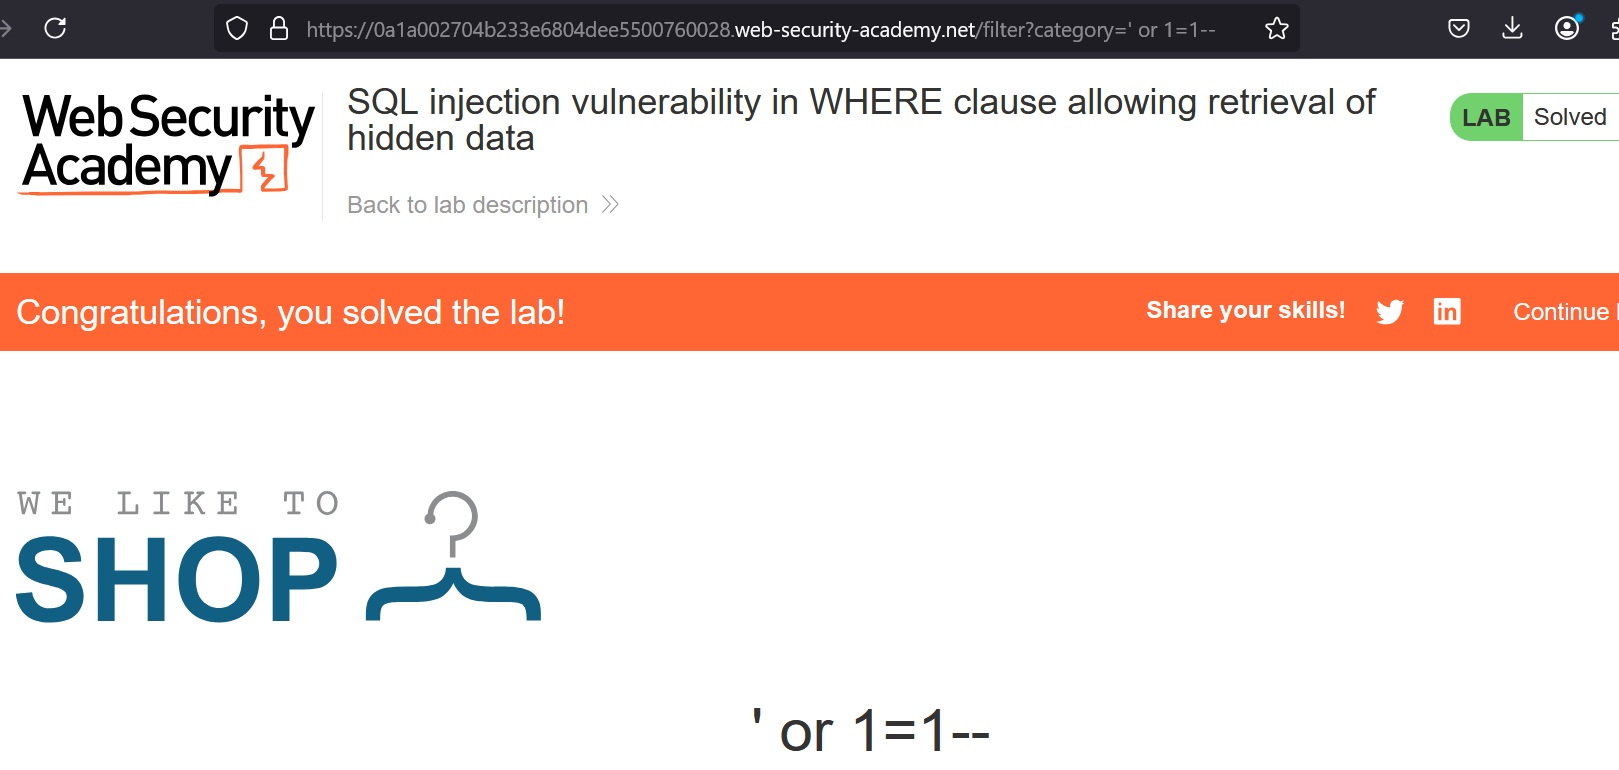 https://0a1a002704b233e6804dee5500760028.web-security-academy.net/filter?category=' or 1=1--
WebSecurity
Academy
SQL injection vulnerability in WHERE clause allowing retrieval of
hidden data
Back to lab description
LAB Solved
Congratulations, you solved the lab!
Share your skills! in Continue
WE LIKE TO
SHOP
' or 1=1--